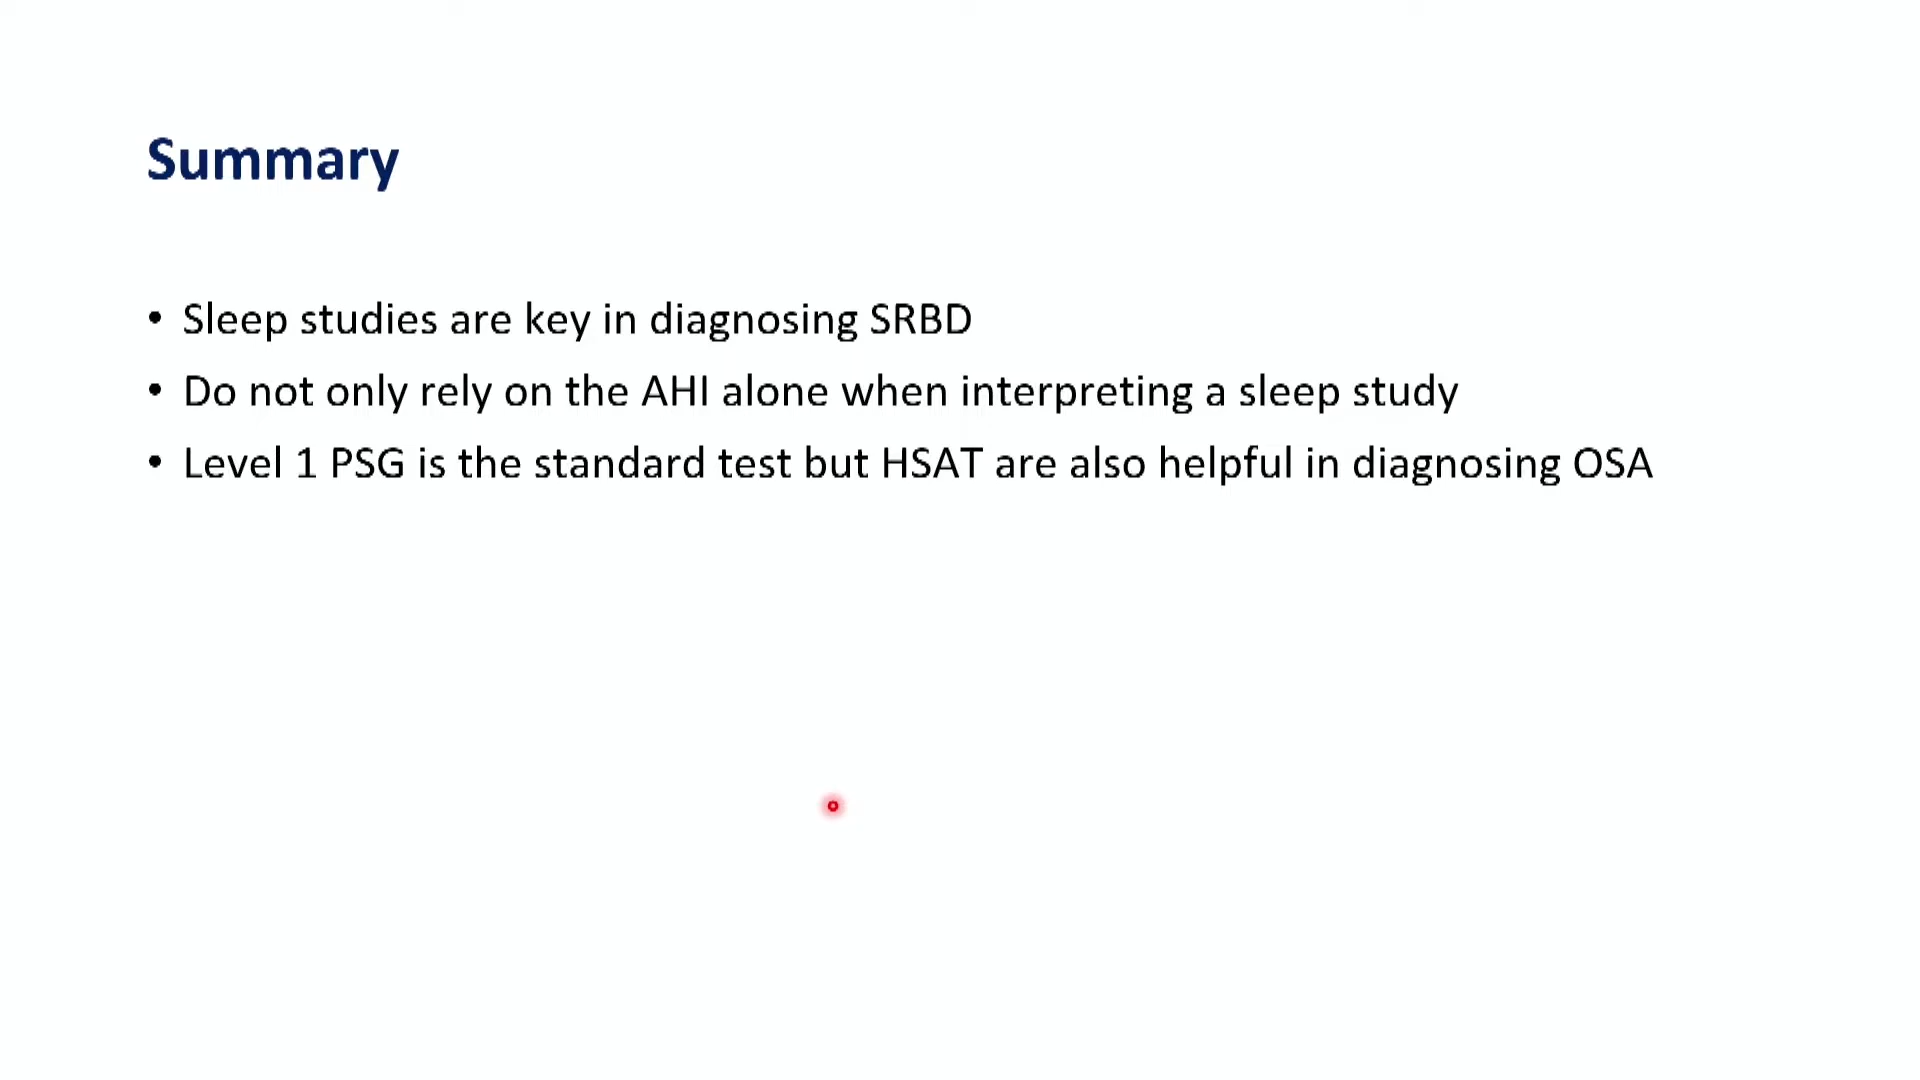 Summary
• Sleep studies are key in diagnosing SRBD
• Do not only rely on the AHI alone when interpreting a sleep study
• Level 1 PSG is the standard test but HSAT are also helpful in diagnosing OSA